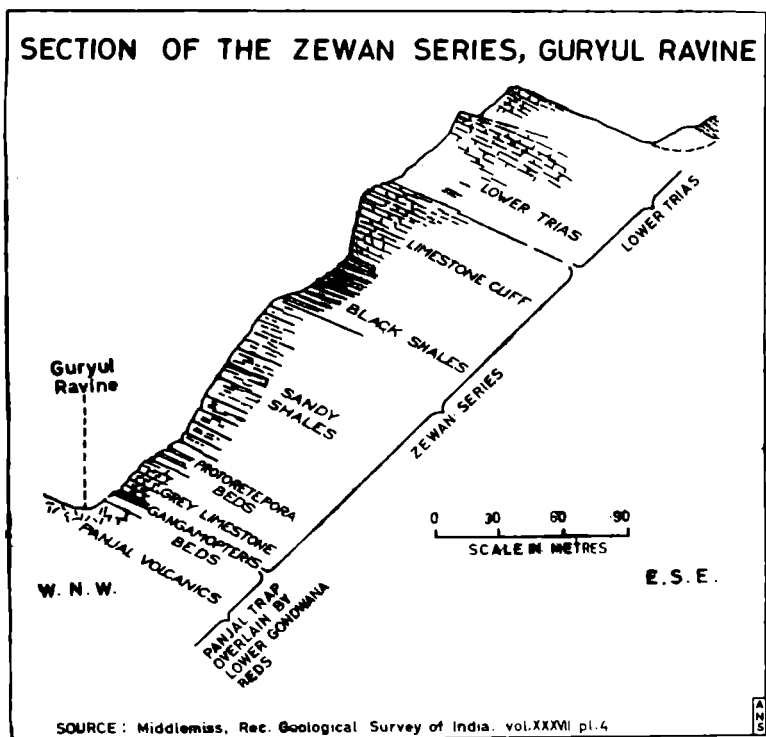 SECTION OF THE ZEWAN SERIES, GURYUL RAVINE
LOWER TRIAS
LOWER TRIAS
LIMESTONE CLIFF
BLACK SHALES
Guryul
Ravine
SANDY
SHALES
ZEWAN SERIES
PROTORETEPORA
BEDS
GREY LIMESTONE
GANGAMOPTERIS
BEDS
PANJAL VOLCANICS
0 30 60 90
SCALE IN METRES
W. N. W.
E. S. E.
PANJAL TRAP
OVERLAIN BY
LOWER GONDWANA
BEDS
SOURCE : Middlemiss, Rec. Geological Survey of India. vol.XXXVII pl.4
ANS